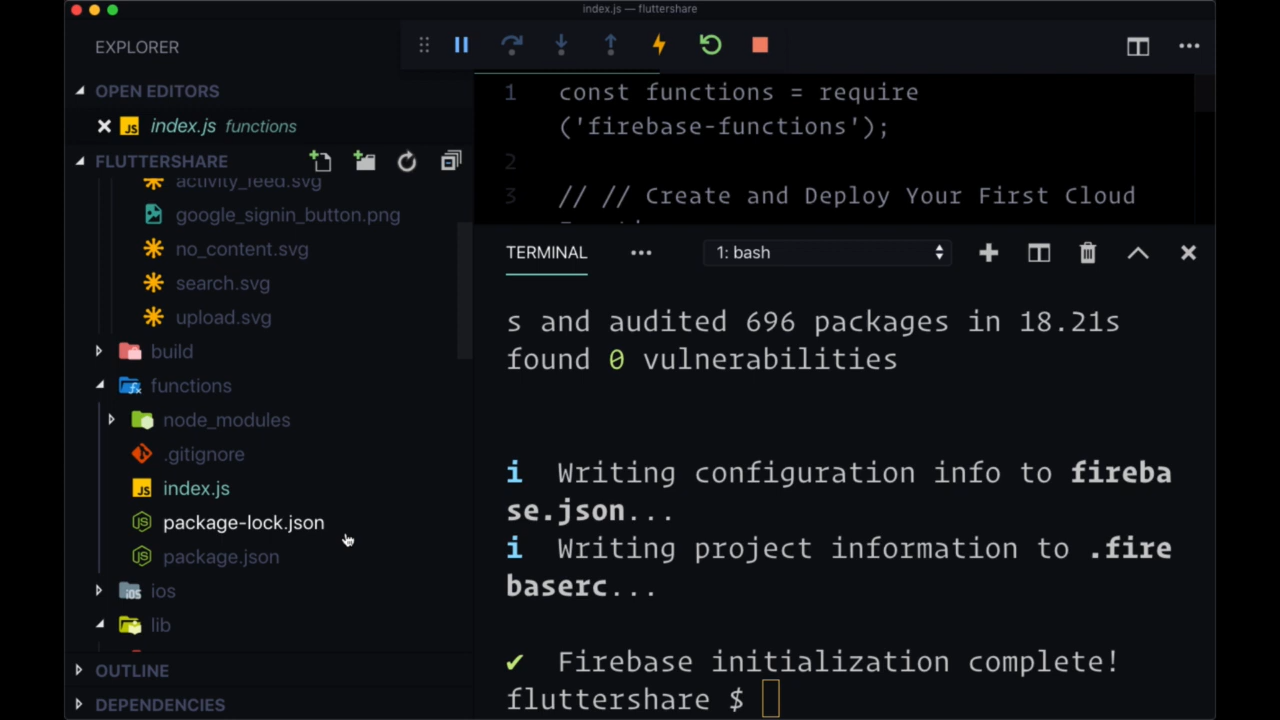 index.js — fluttershare
EXPLORER
OPEN EDITORS
index.js functions
FLUTTERSHARE
activity_feed.svg
google_signin_button.png
no_content.svg
search.svg
upload.svg
build
functions
node_modules
.gitignore
index.js
package-lock.json
package.json
ios
lib
OUTLINE
DEPENDENCIES
1 const functions = require
('firebase-functions');
2
3 // // Create and Deploy Your First Cloud
TERMINAL
1: bash
s and audited 696 packages in 18.21s
found 0 vulnerabilities
i Writing configuration info to fireba
se.json...
i Writing project information to .fire
baserc...
✔ Firebase initialization complete!
fluttershare $